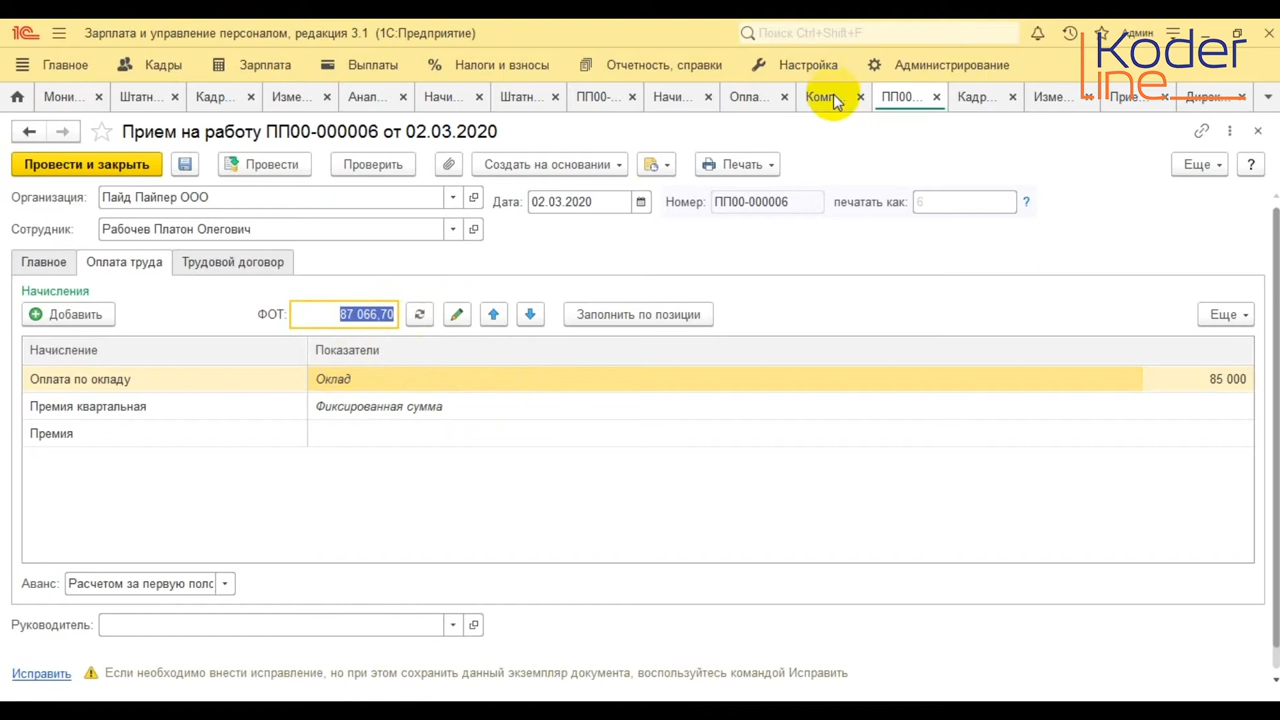 1С Зарплата и управление персоналом, редакция 3.1 (1С:Предприятие) Поиск Ctrl+Shift+F Админ
Koder
line
Главное Кадры Зарплата Выплаты Налоги и взносы Отчетность, справки Настройка Администрирование
Мони... Штатн... Кадр... Изме... Анал... Начи... Штатн... ПП00-... Начи... Опла... Комп... ПП00... Кадр... Изме... Прие... Дирек...
Прием на работу ПП00-000006 от 02.03.2020
Провести и закрыть Провести Проверить Создать на основании Печать Еще ?
Организация: Пайд Пайпер ООО Дата: 02.03.2020 Номер: ПП00-000006 печатать как: 6 ?
Сотрудник: Рабочев Платон Олегович
Главное Оплата труда Трудовой договор
Начисления
Добавить ФОТ: 87 066,70 Заполнить по позиции Еще
Начисление Показатели
Оплата по окладу Оклад 85 000
Премия квартальная Фиксированная сумма
Премия
Аванс: Расчетом за первую поло
Руководитель:
Исправить Если необходимо внести исправление, но при этом сохранить данный экземпляр документа, воспользуйтесь командой Исправить